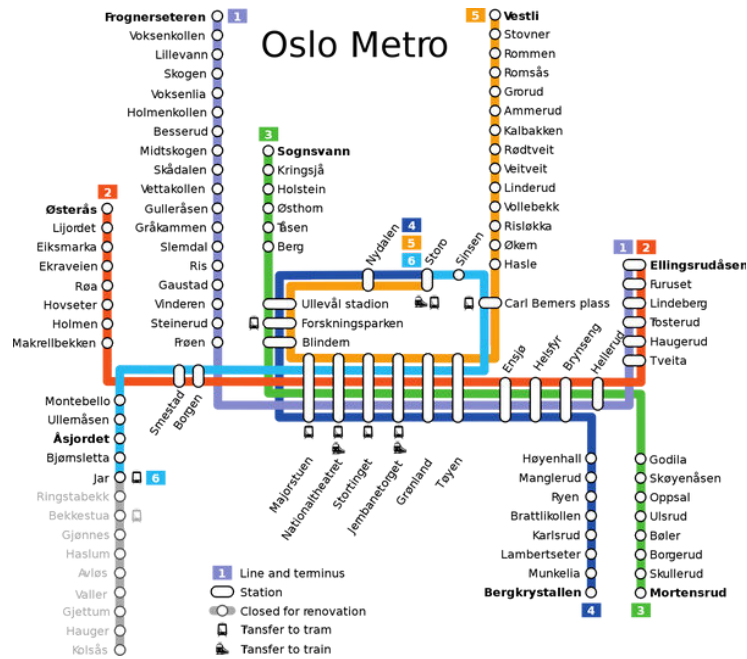 Oslo Metro
Frognerseteren 1
Voksenkollen
Lillevann
Skogen
Voksenlia
Holmenkollen
Besserud
Midtskogen
Skådalen
Vettakollen
Gulleråsen
Gråkammen
Slemdal
Ris
Gaustad
Vinderen
Steinerud
Frøen
2
Østerås
Lijordet
Eiksmarka
Ekraveien
Røa
Hovseter
Holmen
Makrellbekken
3
Sognsvann
Kringsjå
Holstein
Østhorn
Tåsen
Berg
Ullevål stadion
Forskningsparken
Blindern
5 Vestli
Stovner
Rommen
Romsås
Grorud
Ammerud
Kalbakken
Rødtveit
Veitveit
Linderud
Vollebekk
Risløkka
Økern
Hasle
Carl Berners plass
4
5
6
Nydalen
Storo
Sinsen
1 2
Ellingsrudåsen
Furuset
Lindeberg
Tosterud
Haugerud
Tveita
Smestad
Borgen
Majorstuen
Nationaltheatret
Stortinget
Jernbanetorget
Grønland
Tøyen
Ensjø
Helsfyr
Brynseng
Hellerud
Montebello
Ullemåsen
Åsjordet
Bjømsletta
Jar 6
Ringstabekk
Bekkestua
Gjønnes
Haslum
Avløs
Valler
Gjettum
Hauger
Kolsås
Høyenhall
Manglerud
Ryen
Brattlikollen
Karlsrud
Lambertseter
Munkelia
Bergkrystallen
4
Godila
Skøyenåsen
Oppsal
Ulsrud
Bøler
Borgerud
Skullerud
Mortensrud
3
1 Line and terminus
Station
Closed for renovation
Tansfer to tram
Tansfer to train